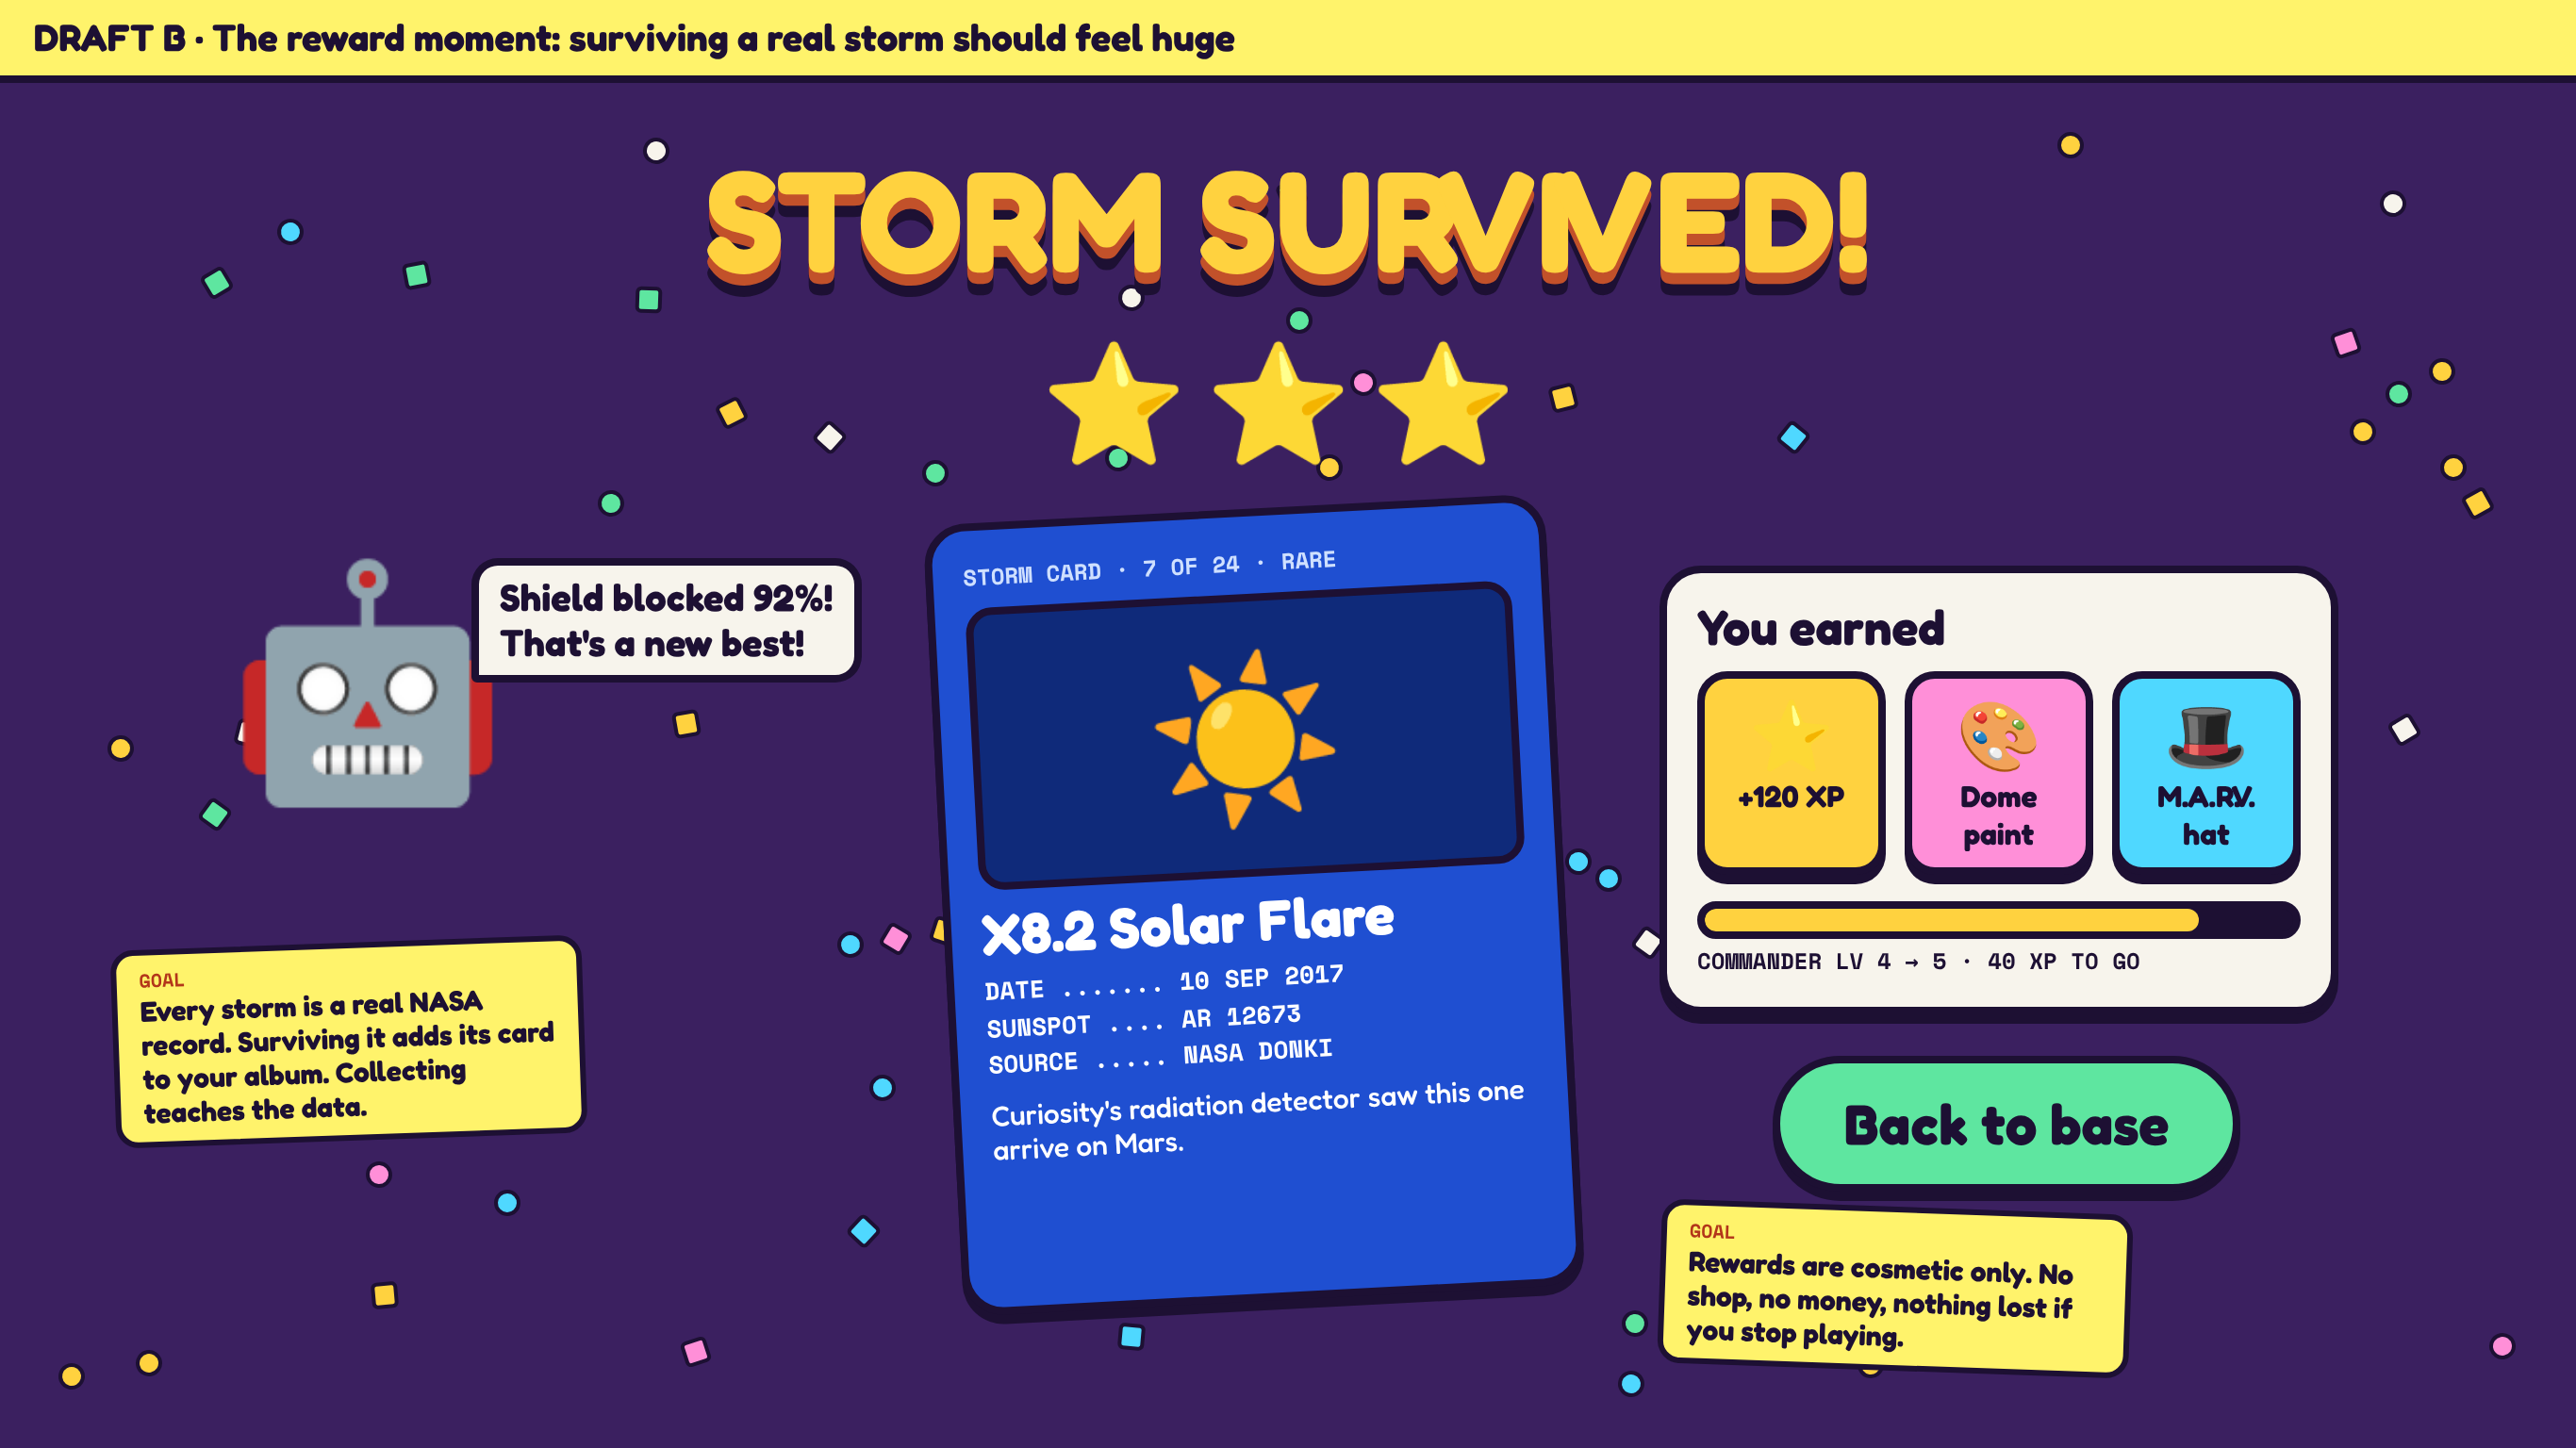 DRAFT B · The reward moment: surviving a real storm should feel huge
STORM SURVIVED!
Shield blocked 92%!
That's a new best!
GOAL
Every storm is a real NASA
record. Surviving it adds its card
to your album. Collecting
teaches the data.
STORM CARD · 7 OF 24 · RARE
X8.2 Solar Flare
DATE ....... 10 SEP 2017
SUNSPOT .... AR 12673
SOURCE ..... NASA DONKI
Curiosity's radiation detector saw this one
arrive on Mars.
You earned
+120 XP
Dome
paint
M.A.R.V.
hat
COMMANDER LV 4 → 5 · 40 XP TO GO
Back to base
GOAL
Rewards are cosmetic only. No
shop, no money, nothing lost if
you stop playing.